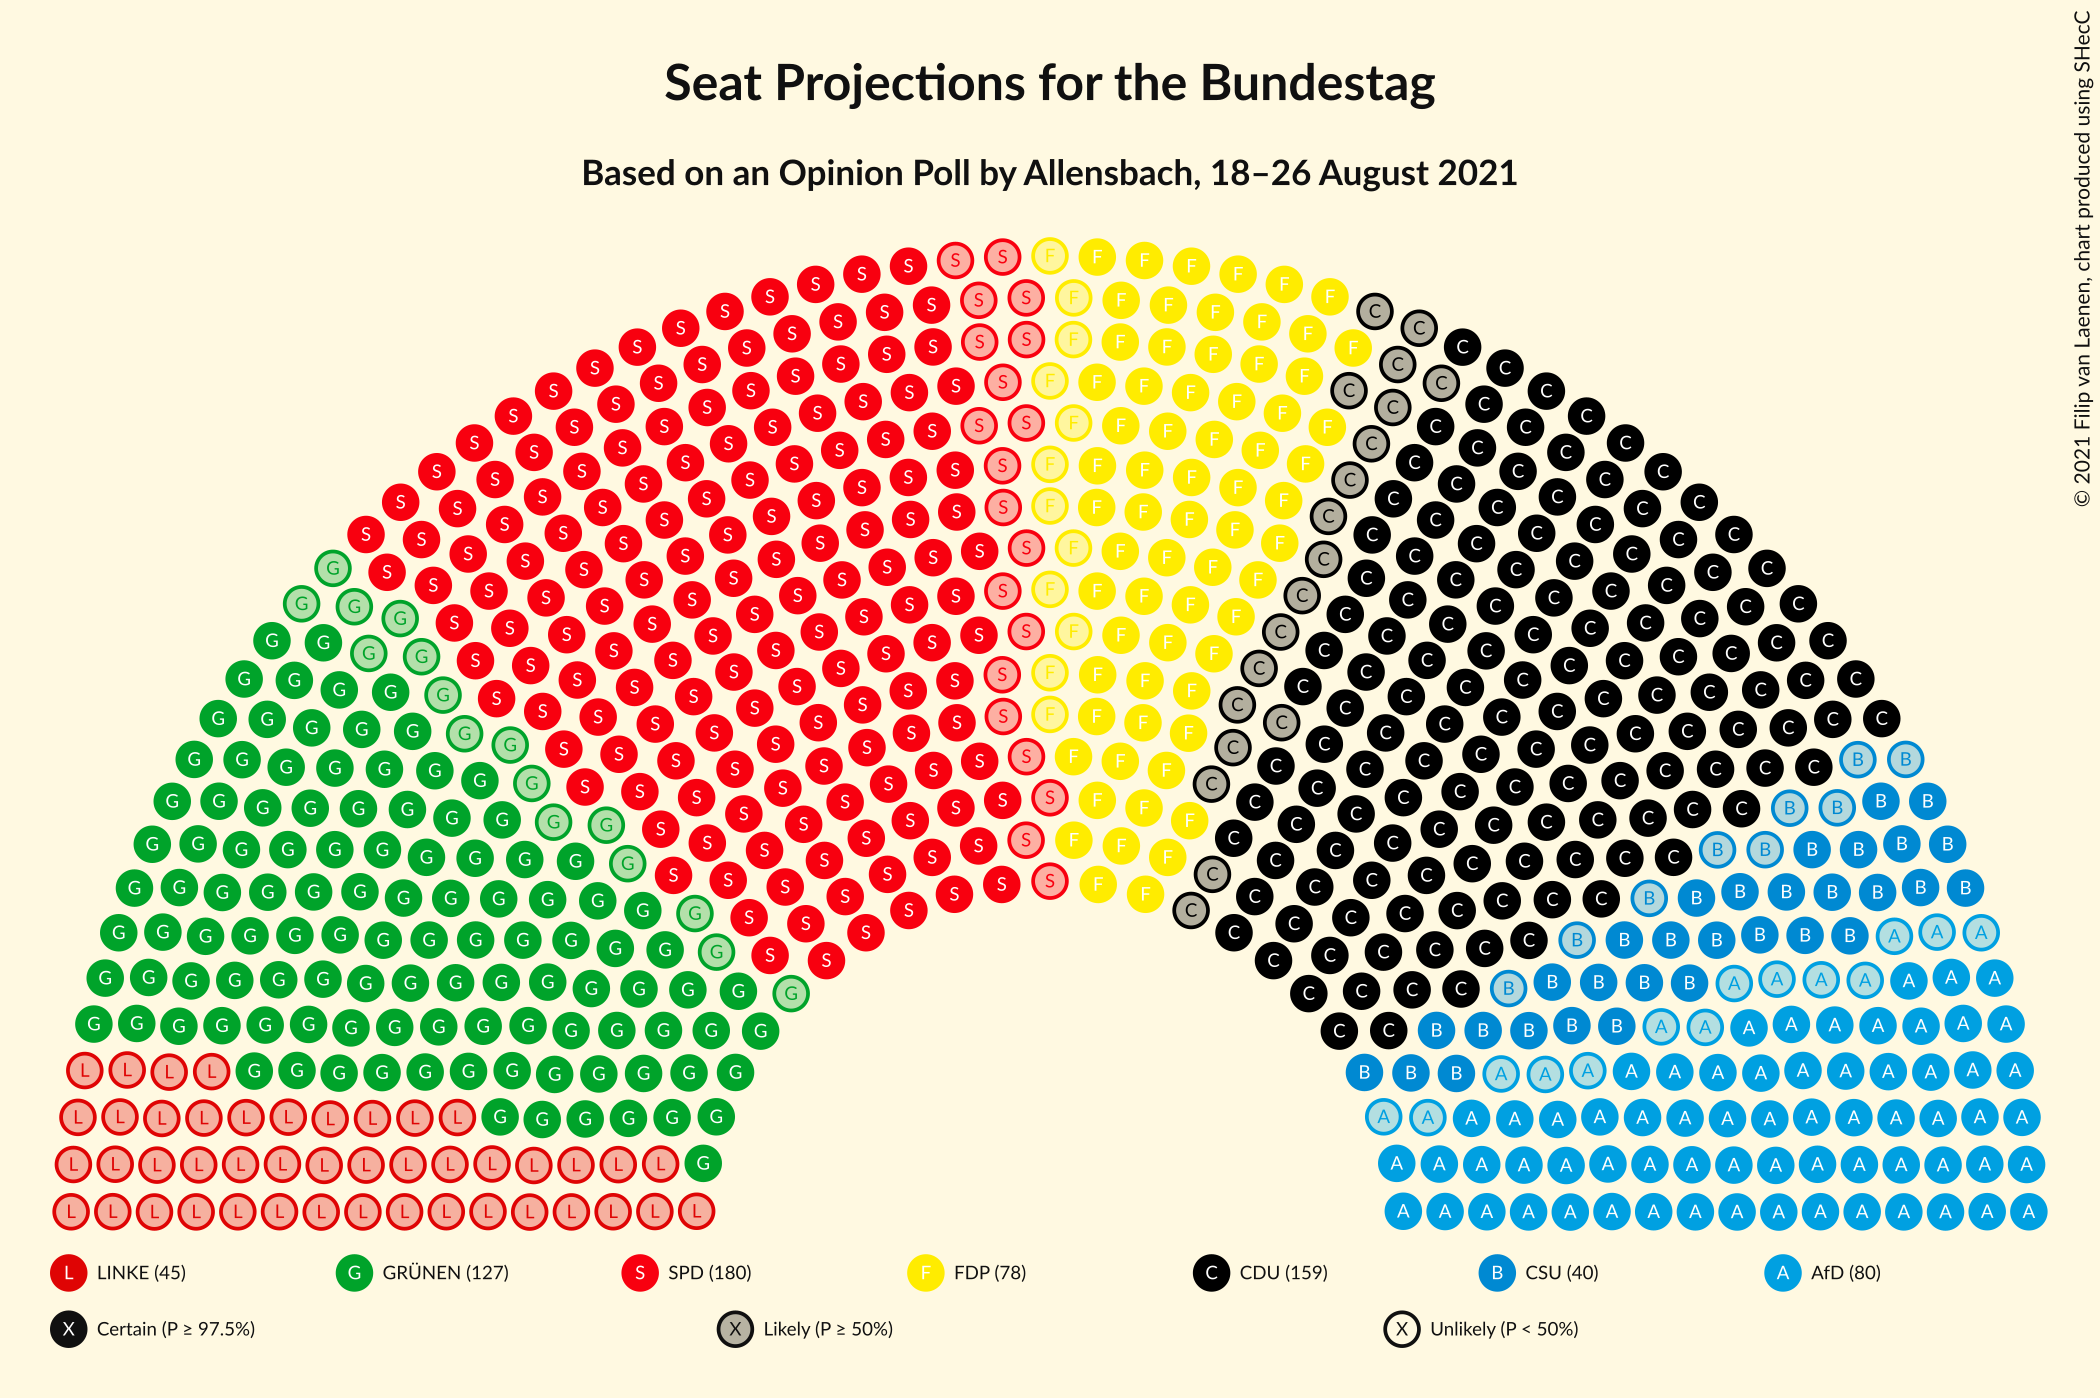 Seat Projections for the Bundestag
Based on an Opinion Poll by Allensbach, 18–26 August 2021
© 2021 Filip van Laenen, chart produced using SHecC
L LINKE (45)
G GRÜNEN (127)
S SPD (180)
F FDP (78)
C CDU (159)
B CSU (40)
A AfD (80)
X Certain (P ≥ 97.5%)
X Likely (P ≥ 50%)
X Unlikely (P < 50%)